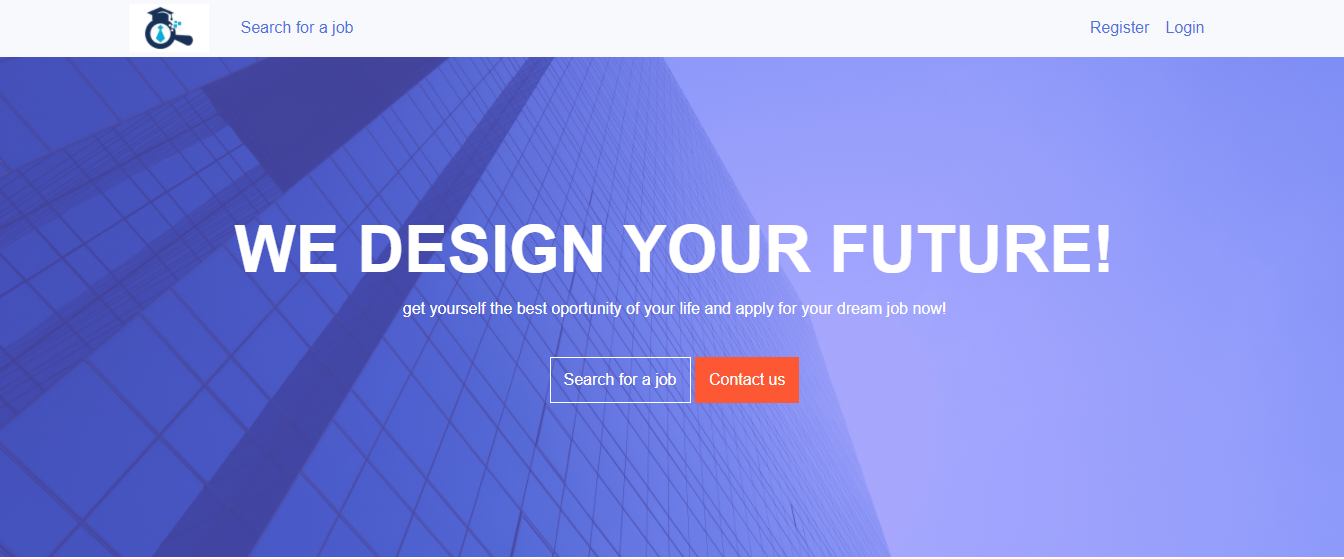 Search for a job
Register
Login
WE DESIGN YOUR FUTURE!
get yourself the best oportunity of your life and apply for your dream job now!
Search for a job
Contact us